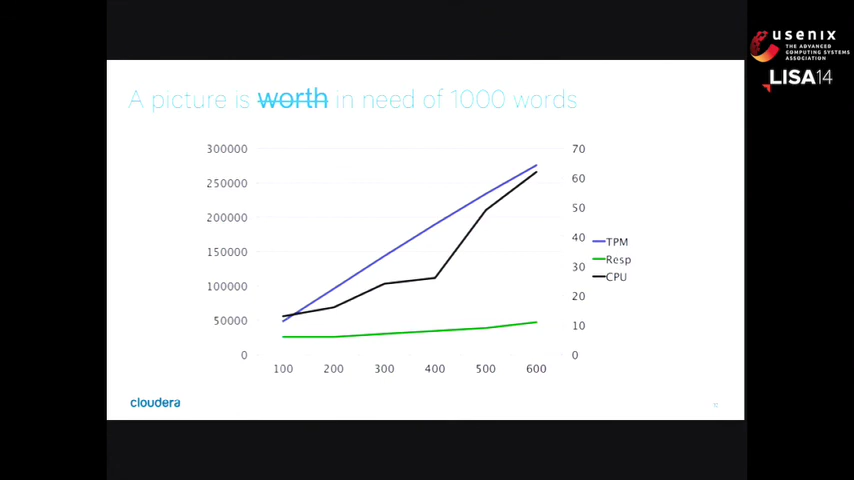 usenix
THE ADVANCED
COMPUTING SYSTEMS
ASSOCIATION
LISA14
A picture is worth in need of 1000 words
300000
250000
200000
150000
100000
50000
0
70
60
50
40
30
20
10
0
TPM
Resp
CPU
100 200 300 400 500 600
cloudera